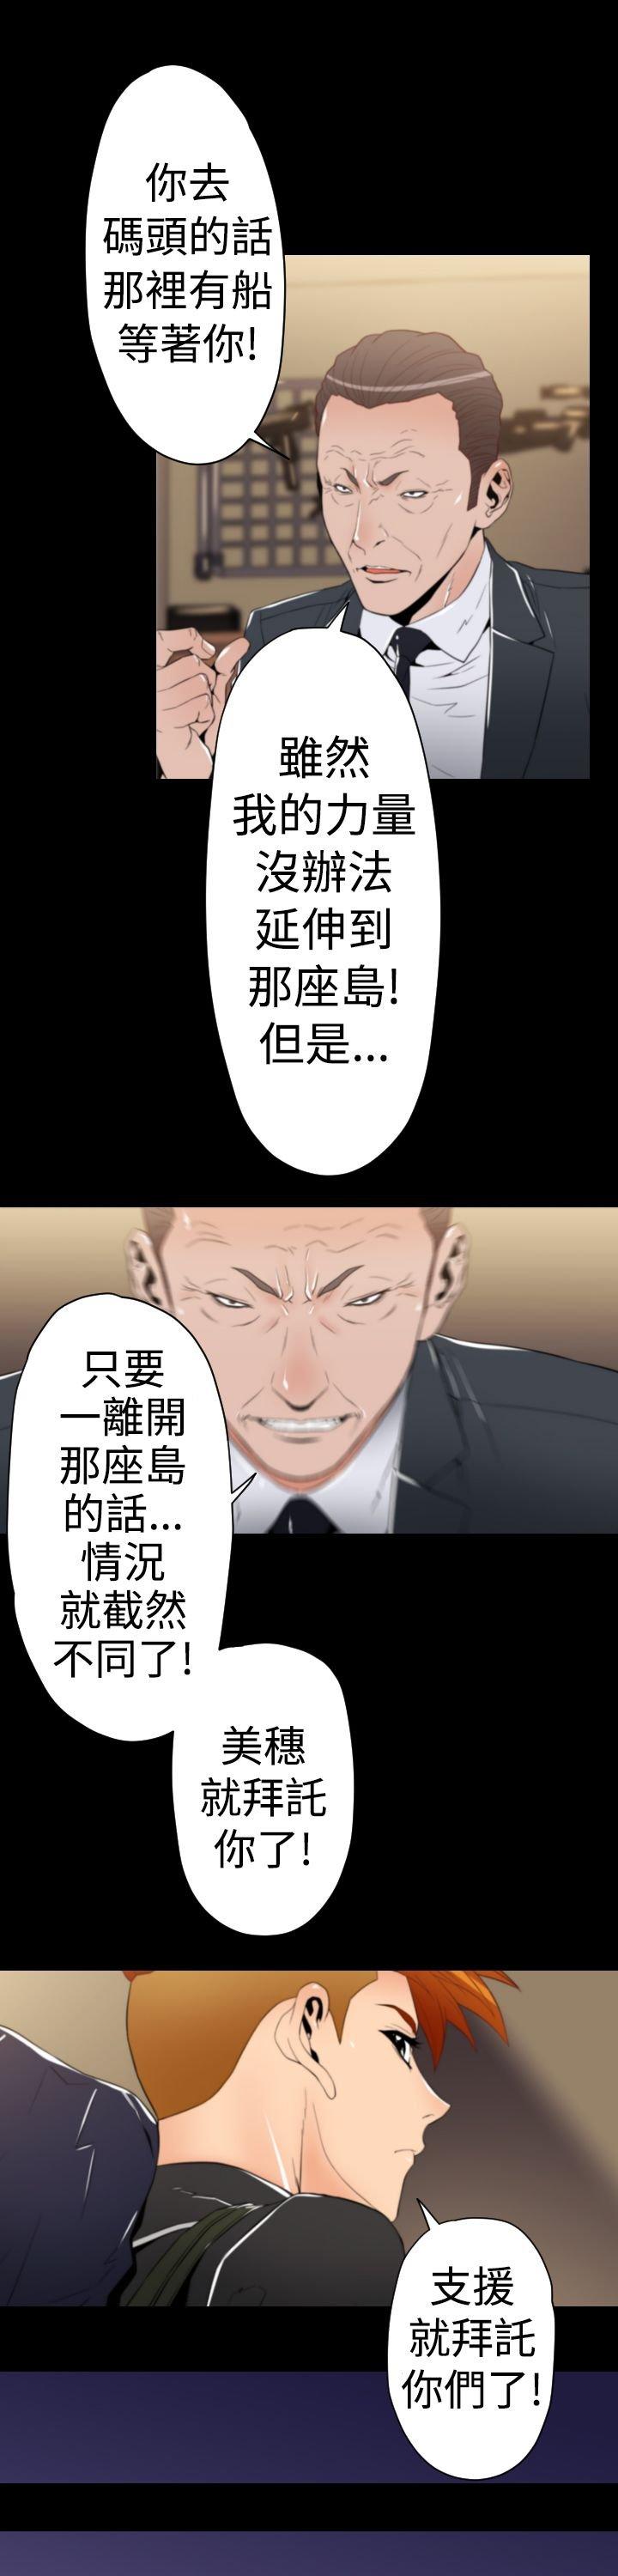 你去
碼頭的話
那裡有船
等著你!
雖然
我的力量
沒辦法
延伸到
那座島!
但是...
只要
一離開
那座島
的話...
情況
就截然
不同了!
美穗
就拜託
你了!
支援
就拜託
你們了!